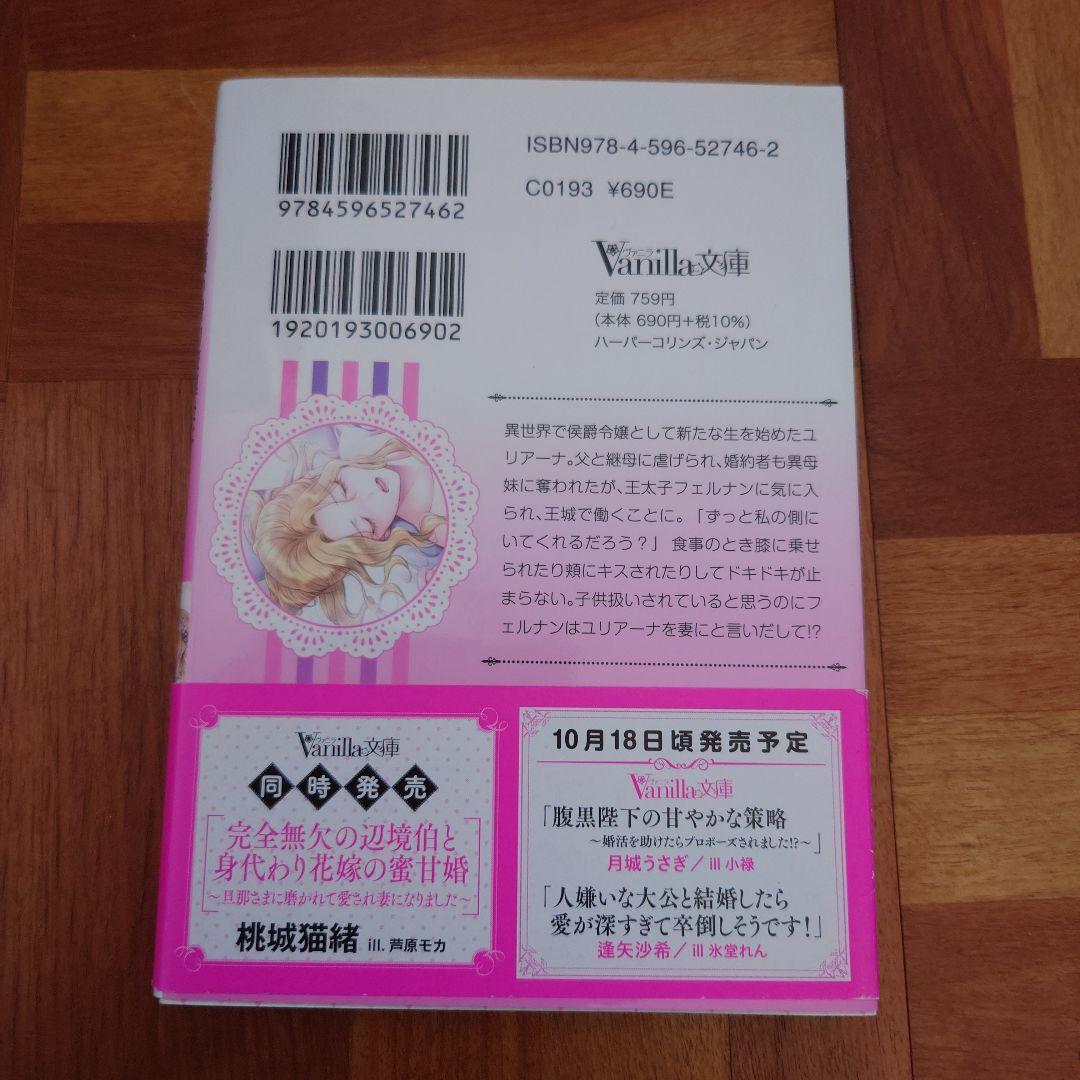 9784596527462
ISBN978-4-596-52746-2
C0193 ¥690E
1920193006902
ヴァニラ
Vanilla文庫
定価 759円
(本体 690円+税10%)
ハーパーコリンズ・ジャパン
異世界で侯爵令嬢として新たな生を始めたユ
リアーナ。父と継母に虐げられ、婚約者も異母
妹に奪われたが、王太子フェルナンに気に入
られ、王城で働くことに。「ずっと私の側に
いてくれるだろう?」 食事のとき膝に乗せ
られたり頬にキスされたりしてドキドキが止
まらない。子供扱いされていると思うのにフ
ェルナンはユリアーナを妻にと言いだして!?
ヴァニラ
Vanilla文庫
同時発売
「完全無欠の辺境伯と
身代わり花嫁の蜜甘婚
~旦那さまに磨かれて愛され妻になりました~」
桃城猫緒 ill. 芦原モカ
10月18日頃発売予定
ヴァニラ
Vanilla文庫
「腹黒陛下の甘やかな策略
~婚活を助けたらプロポーズされました!?~」
月城うさぎ/ill 小禄
「人嫌いな大公と結婚したら
愛が深すぎて卒倒しそうです!」
逢矢沙希/ill 氷堂れん